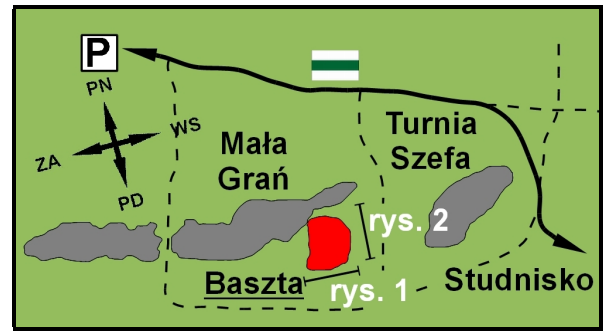 P
PN
WS
ZA
PD
Mała
Grań
Turnia
Szefa
rys. 2
Baszta
rys. 1
Studnisko